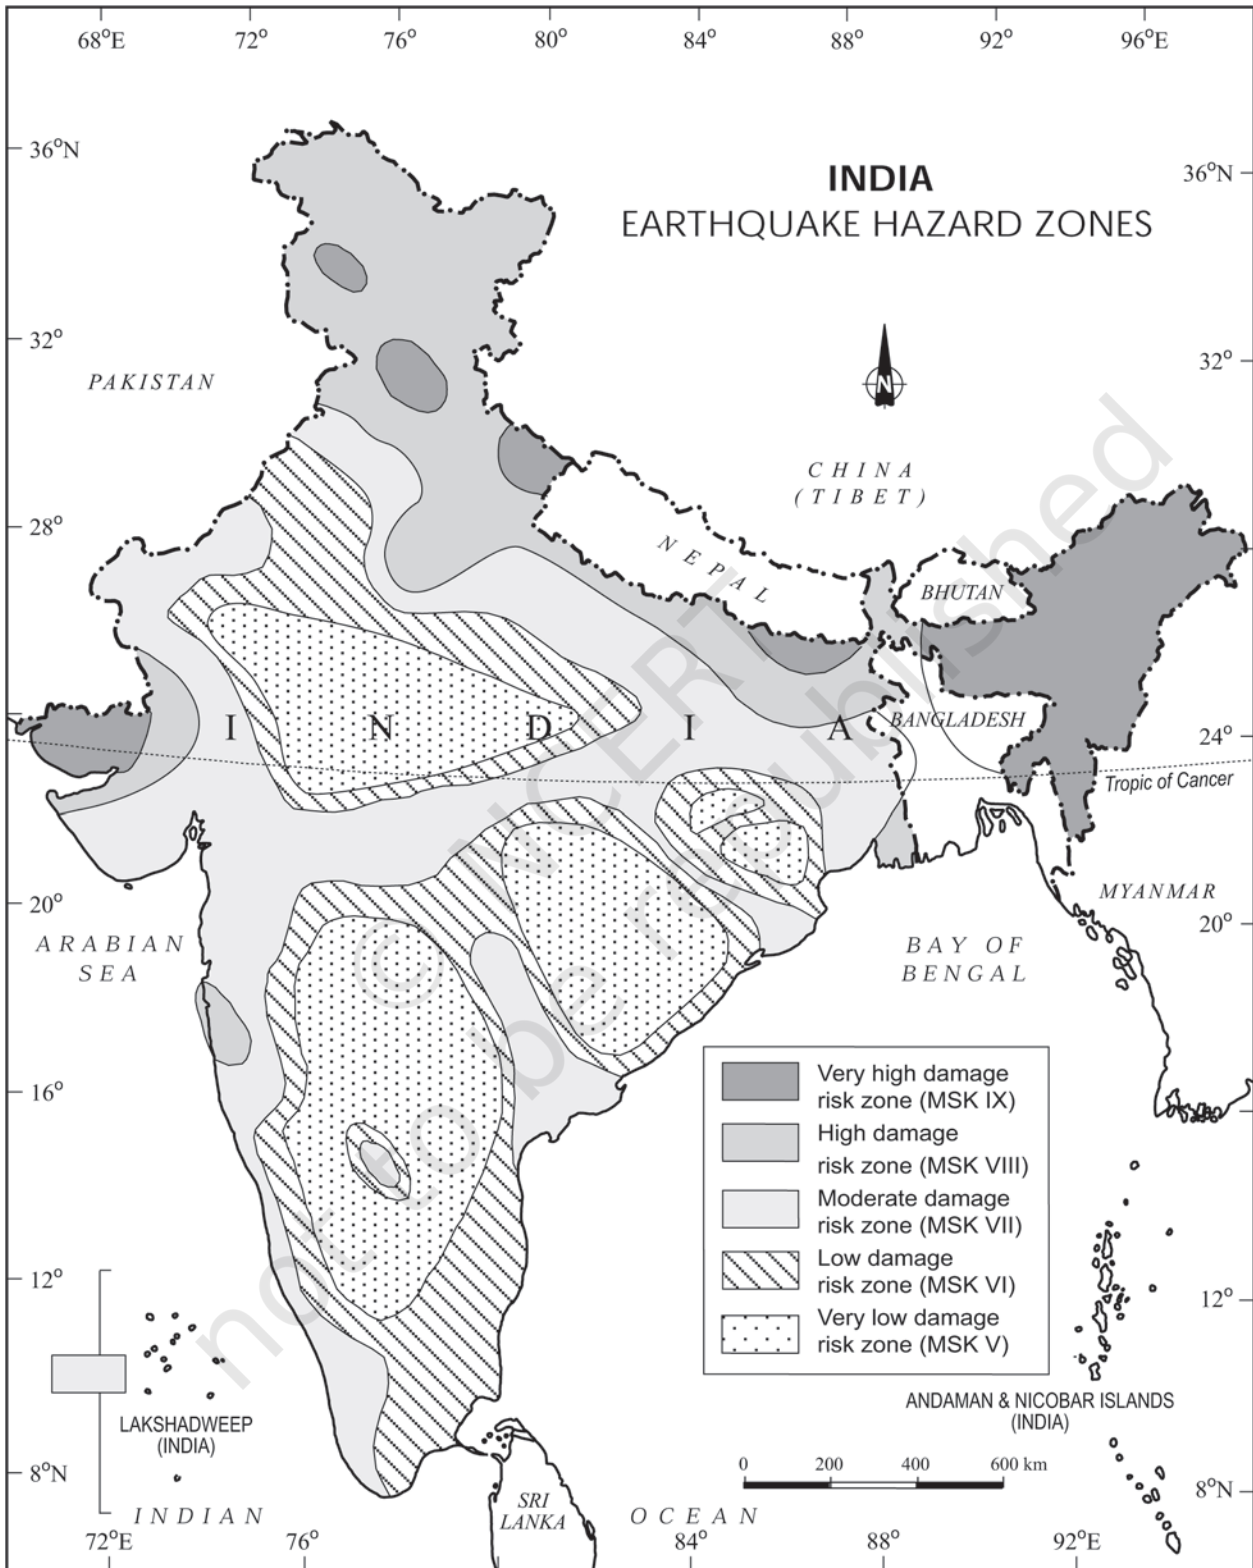 68°E 72° 76° 80° 84° 88° 92° 96°E
36°N
36°N
INDIA
EARTHQUAKE HAZARD ZONES
32°
32°
PAKISTAN
N
CHINA
(TIBET)
28°
NEPAL
BHUTAN
I N D I A
BANGLADESH
24°
Tropic of Cancer
20°
MYANMAR
20°
ARABIAN
SEA
BAY OF
BENGAL
16°
Very high damage
risk zone (MSK IX)
High damage
risk zone (MSK VIII)
Moderate damage
risk zone (MSK VII)
Low damage
risk zone (MSK VI)
Very low damage
risk zone (MSK V)
12°
12°
LAKSHADWEEP
(INDIA)
ANDAMAN & NICOBAR ISLANDS
(INDIA)
0 200 400 600 km
8°N
8°N
INDIAN
SRI
LANKA
OCEAN
72°E 76° 84° 88° 92°E
© NCERT
not to be republished